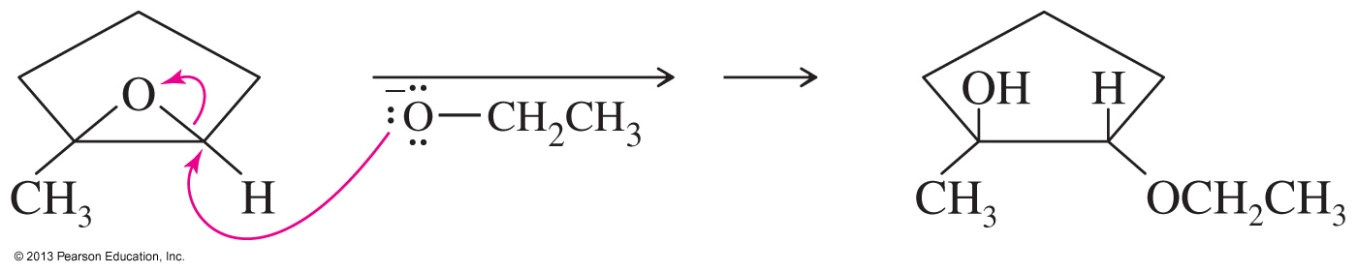 O
CH₃
H
⁻:Ö̤—CH₂CH₃
OH
H
CH₃
OCH₂CH₃
© 2013 Pearson Education, Inc.